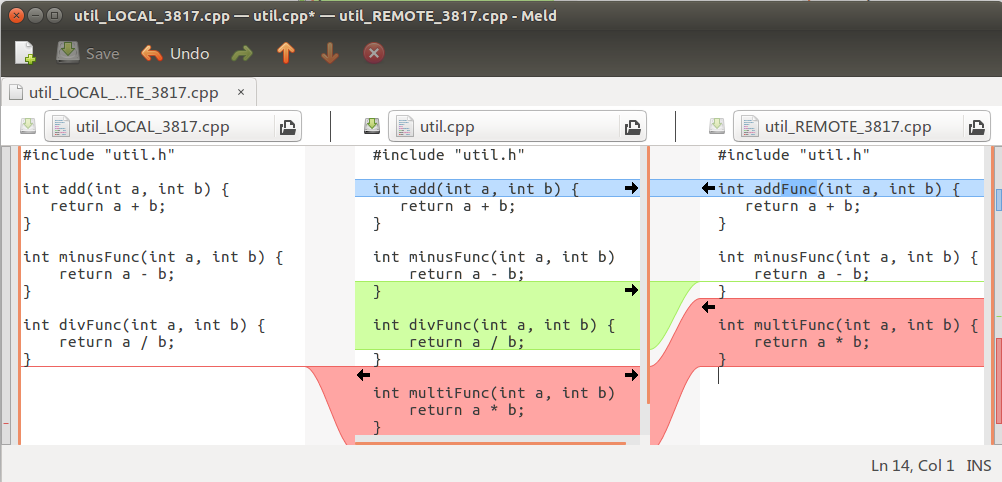 util_LOCAL_3817.cpp — util.cpp* — util_REMOTE_3817.cpp - Meld
Save Undo
util_LOCAL_...TE_3817.cpp ×
util_LOCAL_3817.cpp
#include "util.h"
int add(int a, int b) {
return a + b;
}
int minusFunc(int a, int b) {
return a - b;
}
int divFunc(int a, int b) {
return a / b;
}
util.cpp
#include "util.h"
int add(int a, int b) {
return a + b;
}
int minusFunc(int a, int b)
return a - b;
}
int divFunc(int a, int b) {
return a / b;
}
int multiFunc(int a, int b)
return a * b;
}
util_REMOTE_3817.cpp
#include "util.h"
int addFunc(int a, int b) {
return a + b;
}
int minusFunc(int a, int b) {
return a - b;
}
int multiFunc(int a, int b) {
return a * b;
}
Ln 14, Col 1 INS